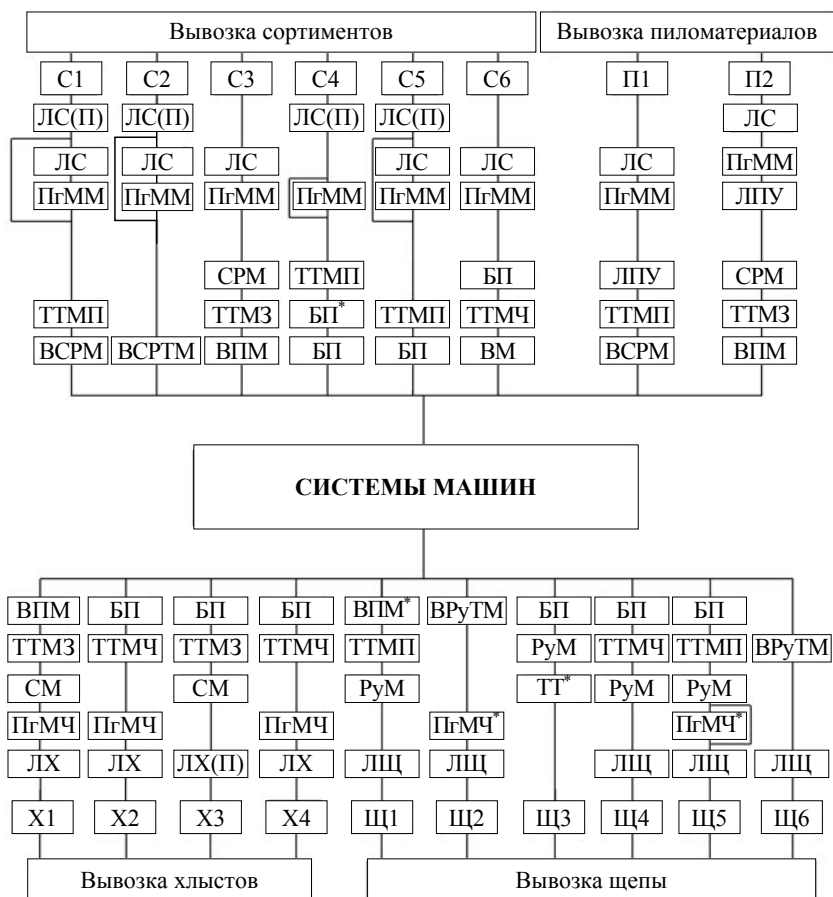 Вывозка сортиментов Вывозка пиломатериалов
С1 С2 С3 С4 С5 С6 П1 П2
ЛС(П) ЛС(П) ЛС(П) ЛС(П) ЛС
ЛС ЛС ЛС ЛС ЛС ЛС ПгММ
ПгММ ПгММ ПгММ ПгММ ПгММ ПгММ ПгММ ЛПУ
СРМ ТТМП БП ЛПУ СРМ
ТТМП ТТМЗ БП* ТТМП ТТМЧ ТТМП ТТМЗ
ВСРМ ВСРТМ ВПМ БП БП ВМ ВСРМ ВПМ
СИСТЕМЫ МАШИН
ВПМ БП БП БП ВПМ* ВРуТМ БП БП БП
ТТМЗ ТТМЧ ТТМЗ ТТМЧ ТТМП РуМ ТТМЧ ТТМП ВРуТМ
СМ СМ РуМ ТТ* РуМ РуМ
ПгМЧ ПгМЧ ПгМЧ ПгМЧ* ПгМЧ*
ЛХ ЛХ ЛХ(П) ЛХ ЛЩ ЛЩ ЛЩ ЛЩ ЛЩ
Х1 Х2 Х3 Х4 Щ1 Щ2 Щ3 Щ4 Щ5 Щ6
Вывозка хлыстов Вывозка щепы